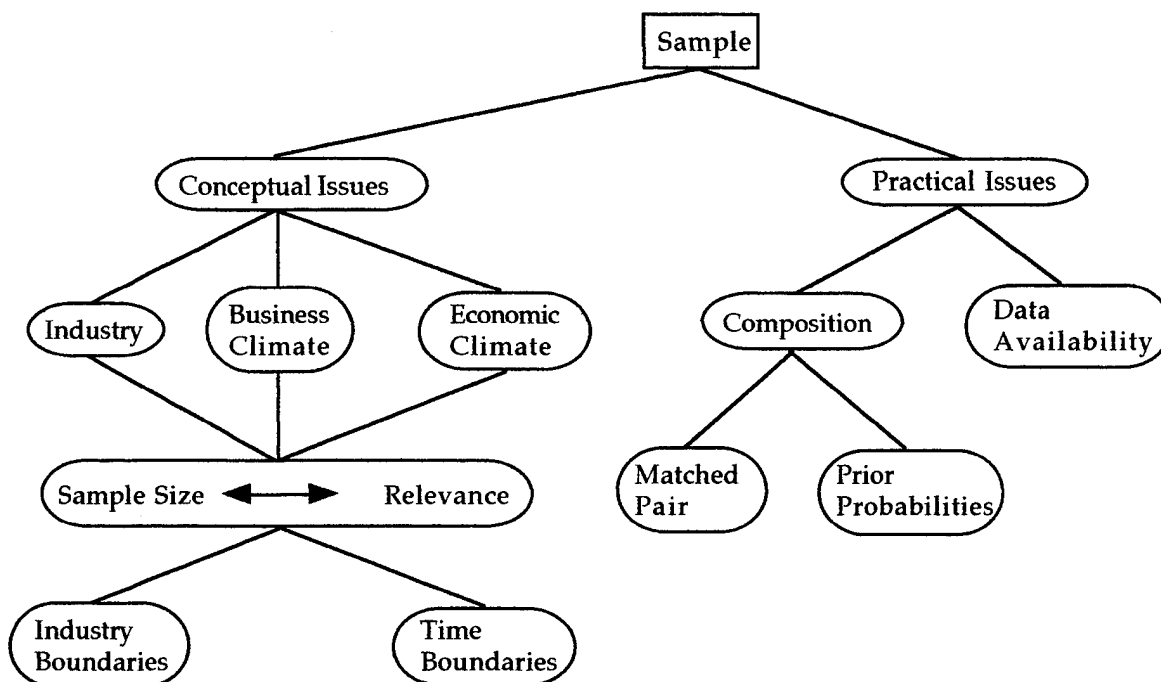 Sample
Conceptual Issues
Practical Issues
Industry
Business
Climate
Economic
Climate
Composition
Data
Availability
Sample Size
Relevance
Matched
Pair
Prior
Probabilities
Industry
Boundaries
Time
Boundaries